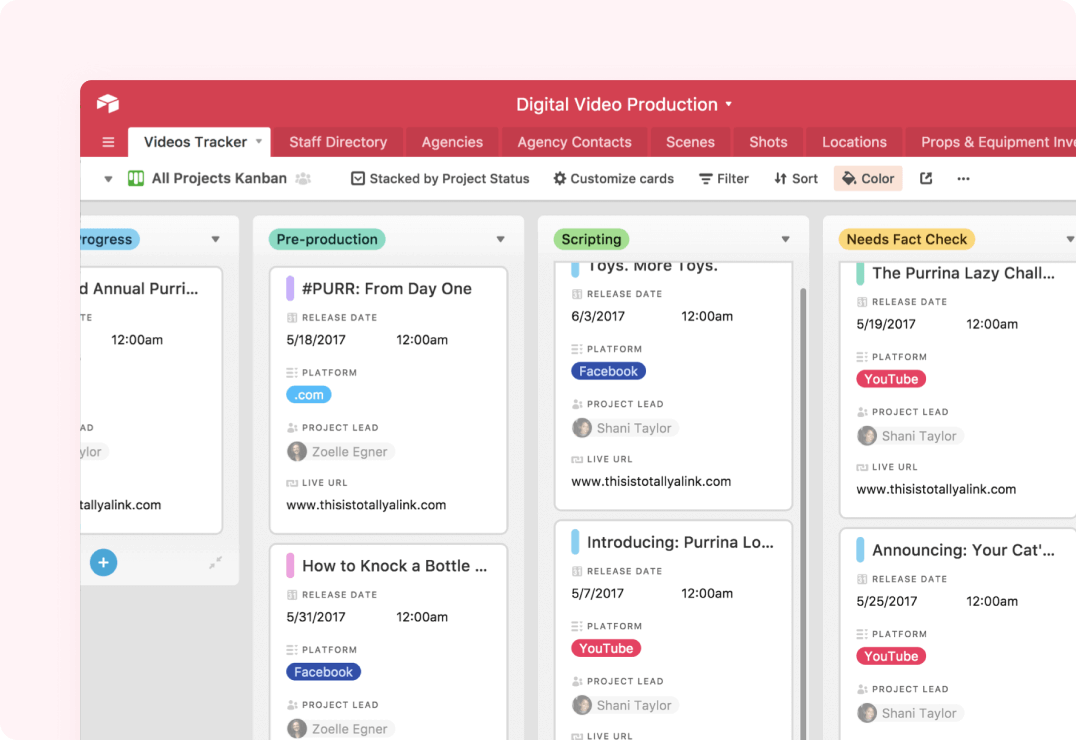 Digital Video Production
Videos Tracker Staff Directory Agencies Agency Contacts Scenes Shots Locations Props & Equipment Inve
All Projects Kanban Stacked by Project Status Customize cards Filter Sort Color ...
rogress
d Annual Purri...
TE
12:00am
AD
ylor
tallyalink.com
+
Pre-production
#PURR: From Day One
RELEASE DATE
5/18/2017 12:00am
PLATFORM
.com
PROJECT LEAD
Zoelle Egner
LIVE URL
www.thisistotallyalink.com
How to Knock a Bottle ...
RELEASE DATE
5/31/2017 12:00am
PLATFORM
Facebook
PROJECT LEAD
Zoelle Egner
Scripting
Toys. More Toys.
RELEASE DATE
6/3/2017 12:00am
PLATFORM
Facebook
PROJECT LEAD
Shani Taylor
LIVE URL
www.thisistotallyalink.com
Introducing: Purrina Lo...
RELEASE DATE
5/7/2017 12:00am
PLATFORM
YouTube
PROJECT LEAD
Shani Taylor
LIVE URL
Needs Fact Check
The Purrina Lazy Chall...
RELEASE DATE
5/19/2017 12:00am
PLATFORM
YouTube
PROJECT LEAD
Shani Taylor
LIVE URL
www.thisistotallyalink.com
Announcing: Your Cat'...
RELEASE DATE
5/25/2017 12:00am
PLATFORM
YouTube
PROJECT LEAD
Shani Taylor